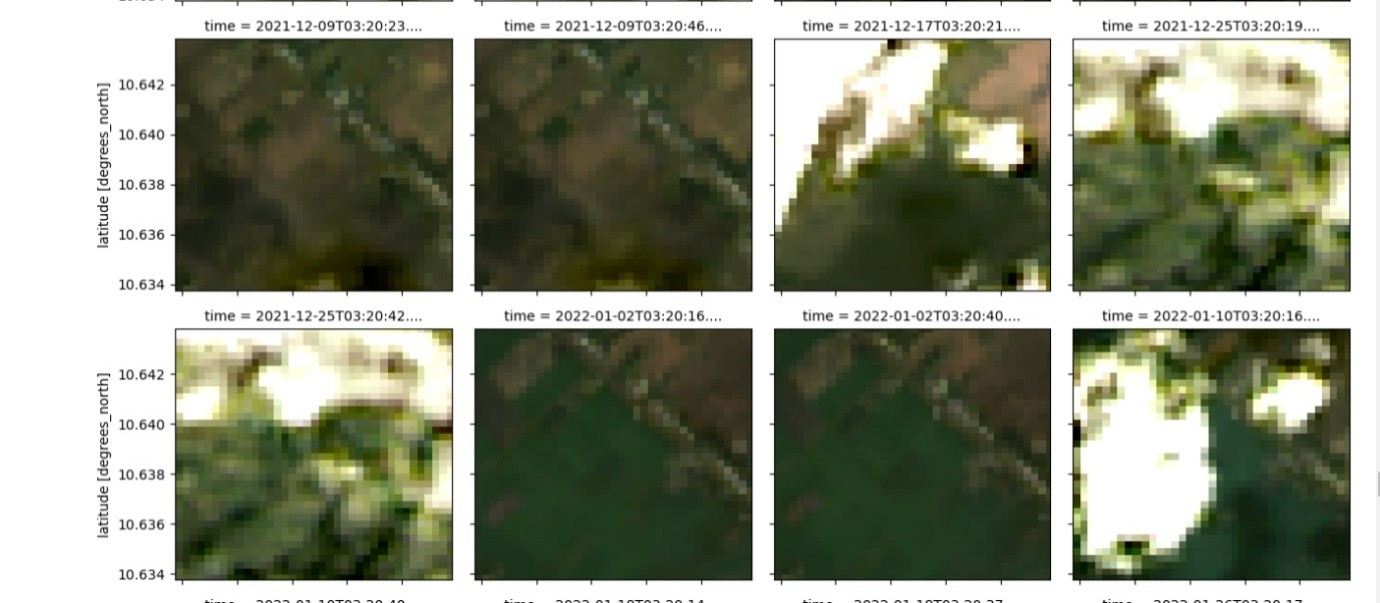 time = 2021-12-09T03:20:23.... time = 2021-12-09T03:20:46.... time = 2021-12-17T03:20:21.... time = 2021-12-25T03:20:19....
latitude [degrees_north]
10.642
10.640
10.638
10.636
10.634
time = 2021-12-25T03:20:42.... time = 2022-01-02T03:20:16.... time = 2022-01-02T03:20:40.... time = 2022-01-10T03:20:16....
latitude [degrees_north]
10.642
10.640
10.638
10.636
10.634